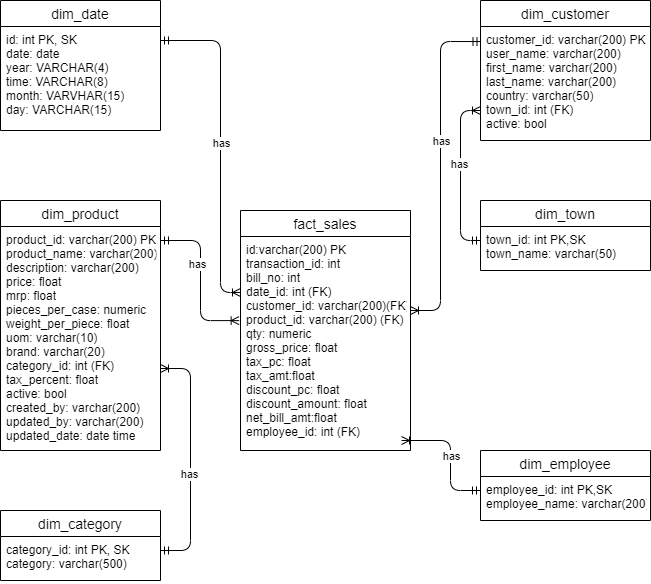 dim_date
id: int PK, SK
date: date
year: VARCHAR(4)
time: VARCHAR(8)
month: VARVHAR(15)
day: VARCHAR(15)
has
dim_customer
customer_id: varchar(200) PK
user_name: varchar(200)
first_name: varchar(200)
last_name: varchar(200)
country: varchar(50)
town_id: int (FK)
active: bool
has
has
dim_product
product_id: varchar(200) PK
product_name: varchar(200)
description: varchar(200)
price: float
mrp: float
pieces_per_case: numeric
weight_per_piece: float
uom: varchar(10)
brand: varchar(20)
category_id: int (FK)
tax_percent: float
active: bool
created_by: varchar(200)
updated_by: varchar(200)
updated_date: date time
has
fact_sales
id:varchar(200) PK
transaction_id: int
bill_no: int
date_id: int (FK)
customer_id: varchar(200)(FK
product_id: varchar(200) (FK)
qty: numeric
gross_price: float
tax_pc: float
tax_amt:float
discount_pc: float
discount_amount: float
net_bill_amt:float
employee_id: int (FK)
dim_town
town_id: int PK,SK
town_name: varchar(50)
has
has
dim_employee
employee_id: int PK,SK
employee_name: varchar(200
dim_category
category_id: int PK, SK
category: varchar(500)